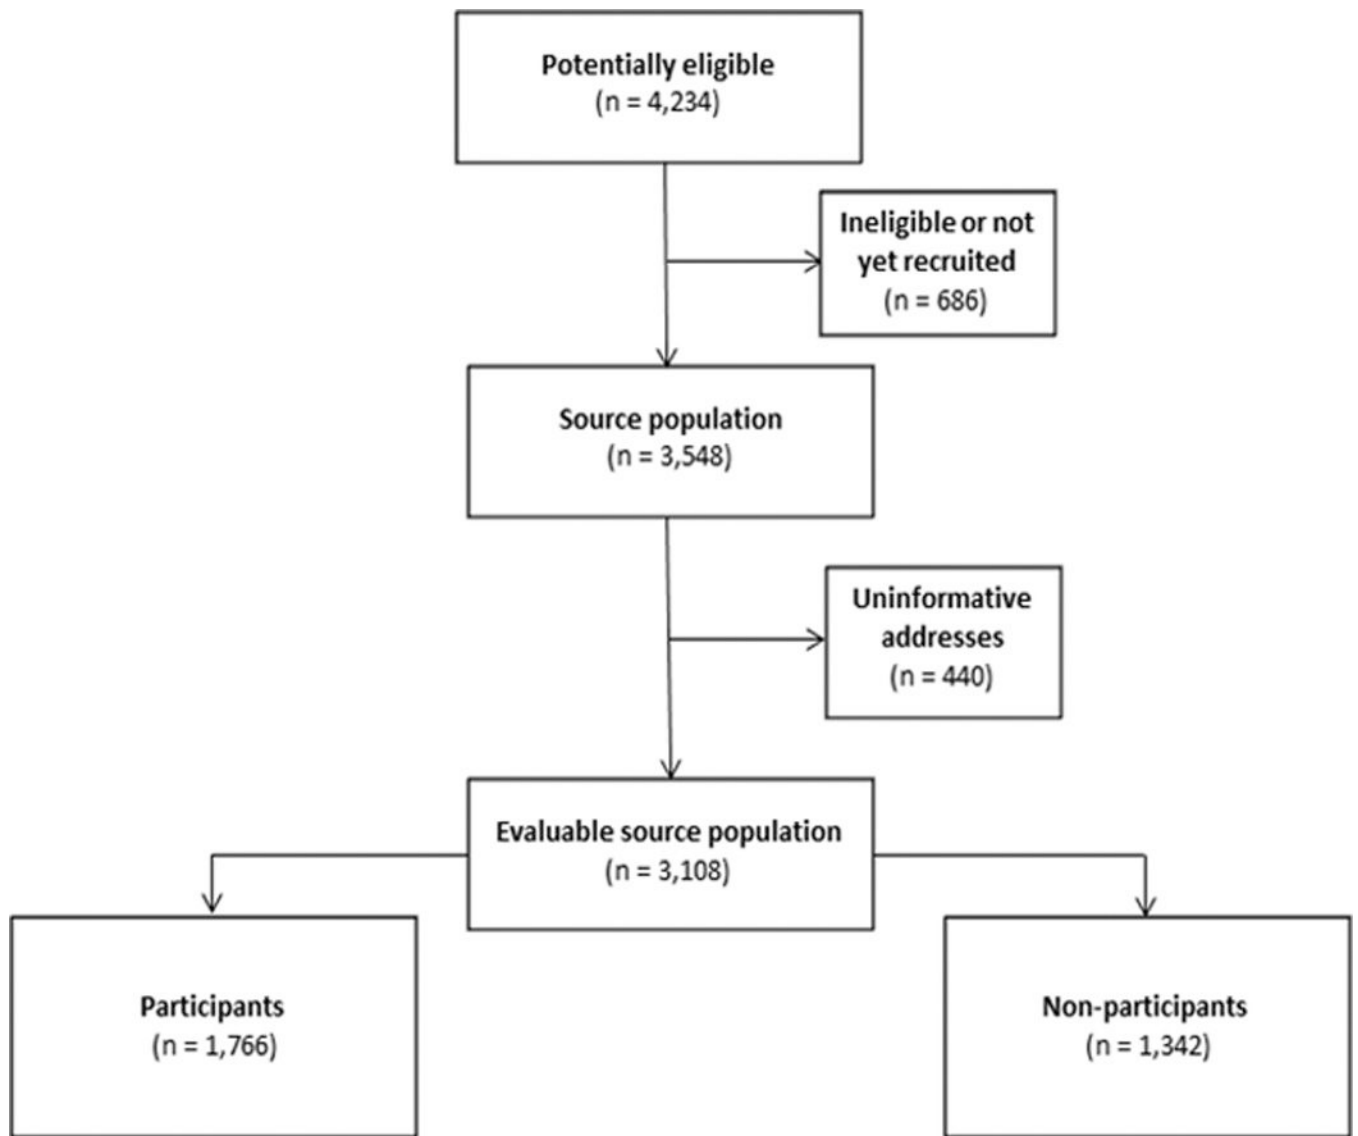 Potentially eligible
(n = 4,234)
Ineligible or not
yet recruited
(n = 686)
Source population
(n = 3,548)
Uninformative
addresses
(n = 440)
Evaluable source population
(n = 3,108)
Participants
(n = 1,766)
Non-participants
(n = 1,342)